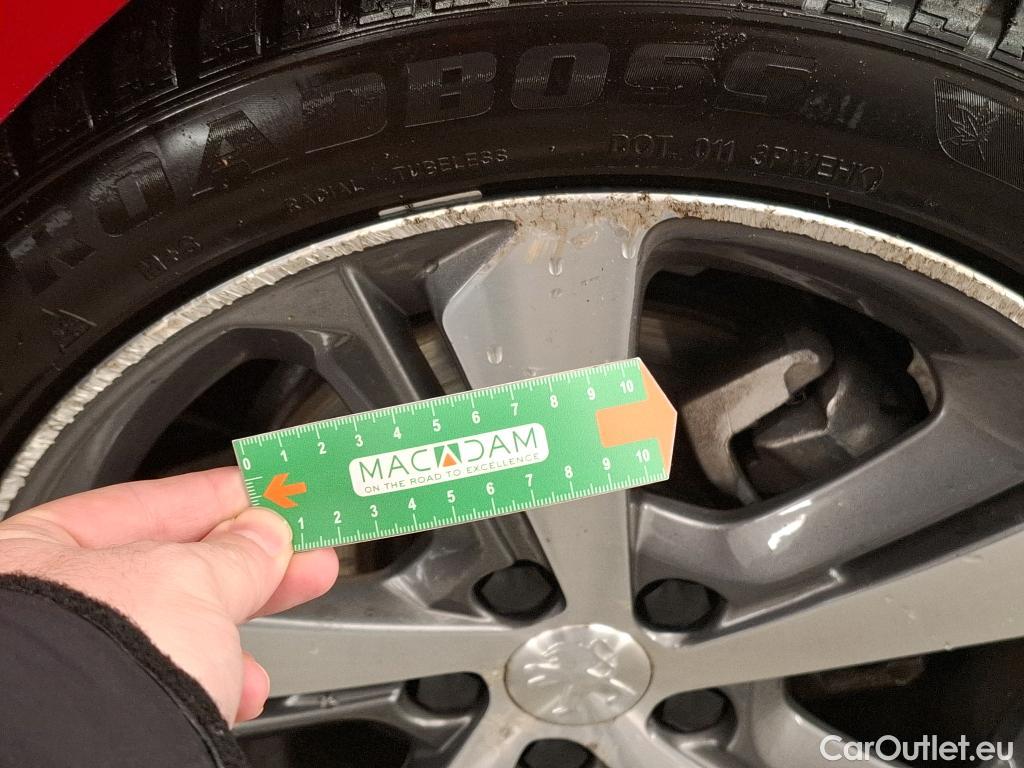 ROADBOSS
RADIAL TUBELESS
DOT 011 3PWEHK
M+S
0 1 2 3 4 5 6 7 8 9 10
MACADAM
ON THE ROAD TO EXCELLENCE
1 2 3 4 5 6 7 8 9 10
CarOutlet.eu